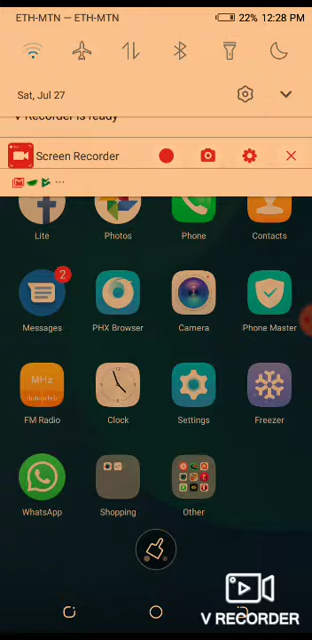 ETH-MTN — ETH-MTN 22% 12:28 PM
Sat, Jul 27
V Recorder is ready
Screen Recorder
Lite Photos Phone Contacts
2
Messages PHX Browser Camera Phone Master
MHz
FM Radio Clock Settings Freezer
WhatsApp Shopping Other
V RECORDER